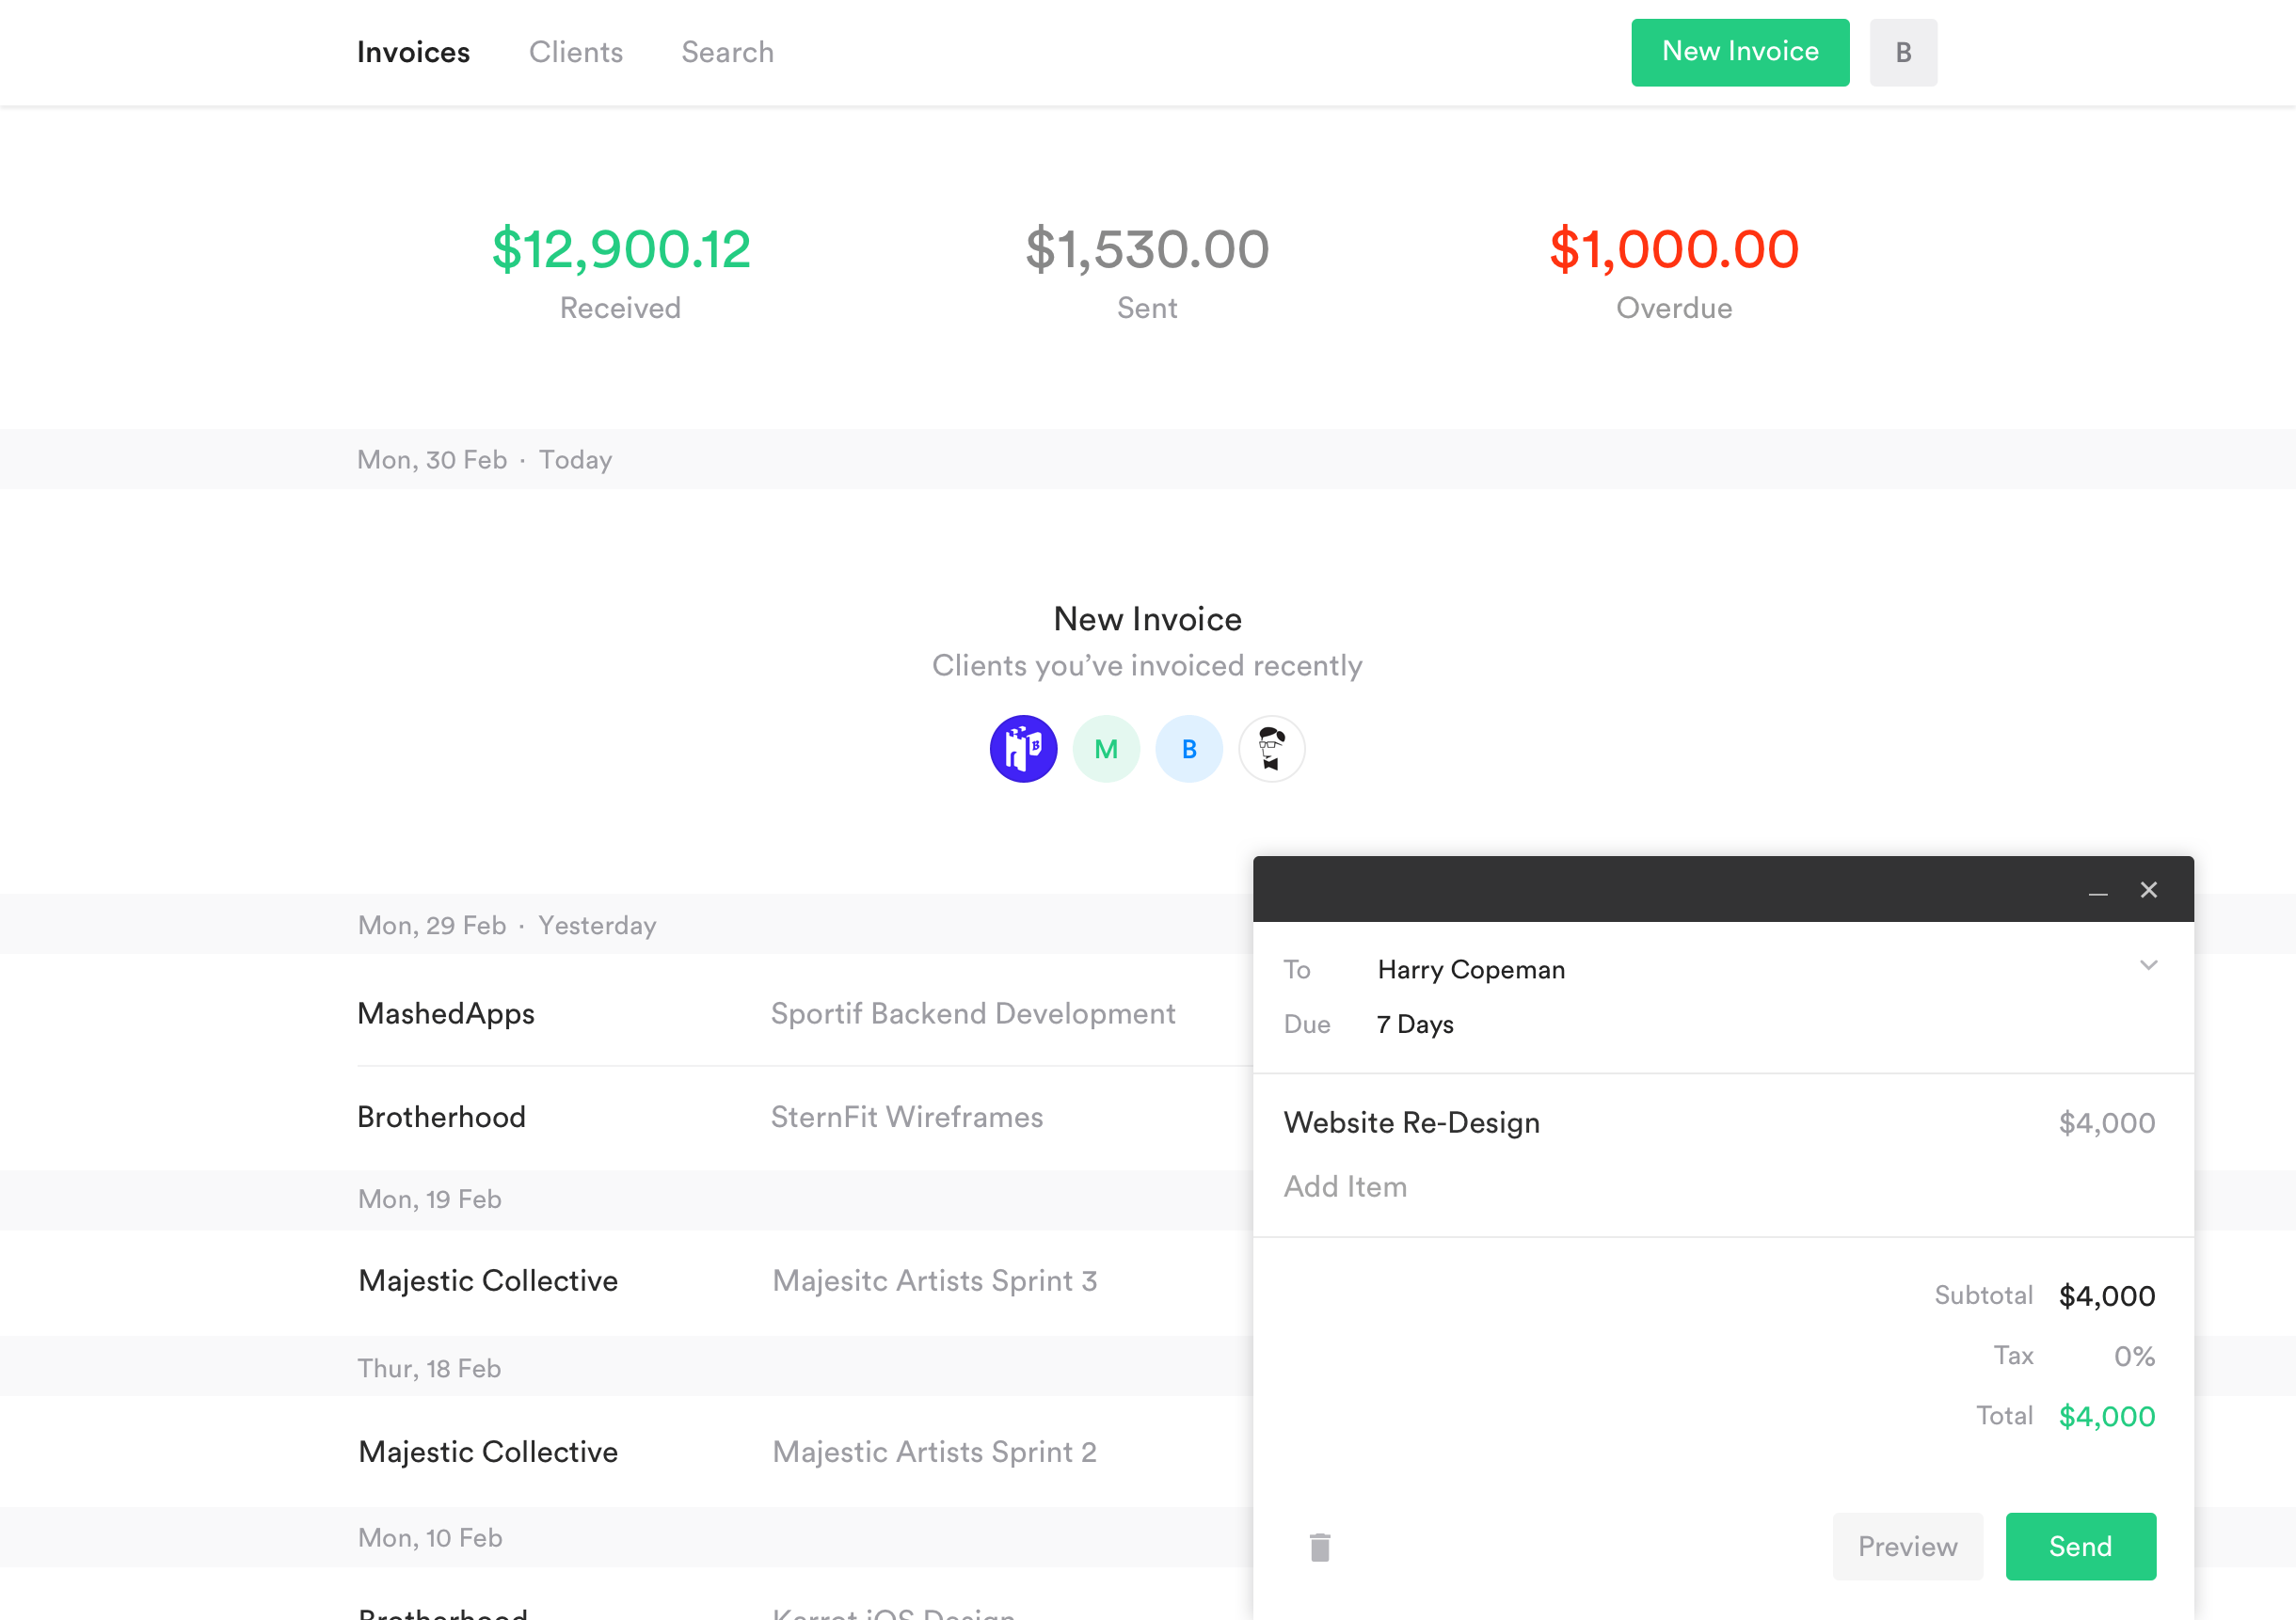 Invoices Clients Search New Invoice B
$12,900.12 $1,530.00 $1,000.00
Received Sent Overdue
Mon, 30 Feb · Today
New Invoice
Clients you’ve invoiced recently
B M B
Mon, 29 Feb · Yesterday
MashedApps Sportif Backend Development
Brotherhood SternFit Wireframes
Mon, 19 Feb
Majestic Collective Majesitc Artists Sprint 3
Thur, 18 Feb
Majestic Collective Majestic Artists Sprint 2
Mon, 10 Feb
Brotherhood Karrot iOS Design
To Harry Copeman
Due 7 Days
Website Re-Design $4,000
Add Item
Subtotal $4,000
Tax 0%
Total $4,000
Preview Send